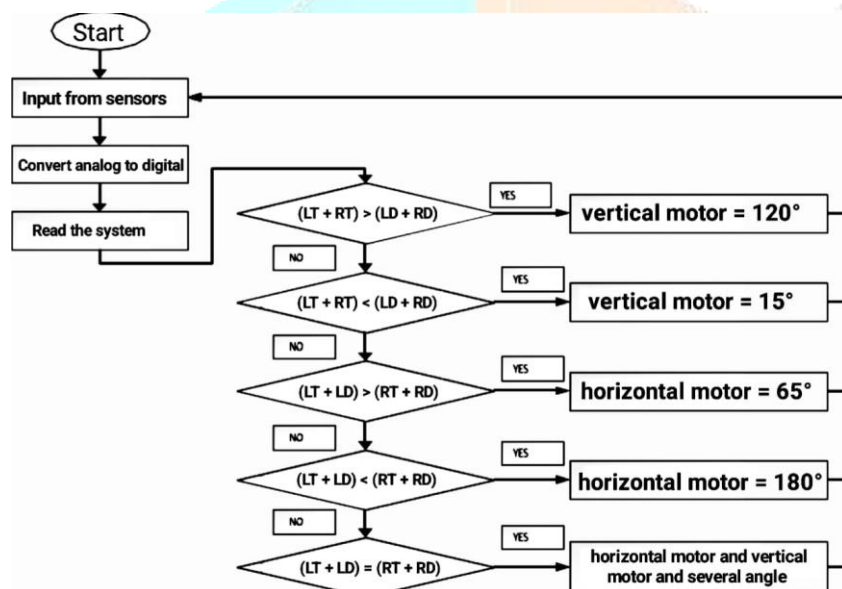 Start
Input from sensors
Convert analog to digital
Read the system
(LT + RT) > (LD + RD)
YES
vertical motor = 120°
NO
(LT + RT) < (LD + RD)
YES
vertical motor = 15°
NO
(LT + LD) > (RT + RD)
YES
horizontal motor = 65°
NO
(LT + LD) < (RT + RD)
YES
horizontal motor = 180°
NO
(LT + LD) = (RT + RD)
YES
horizontal motor and vertical
motor and several angle